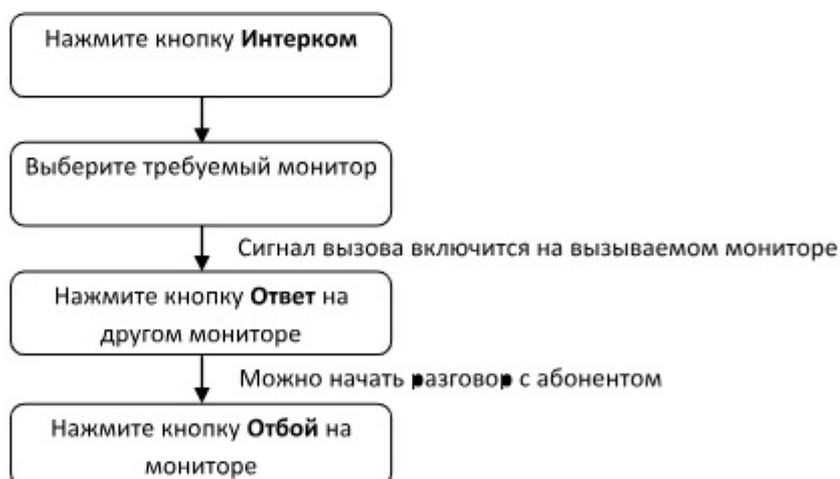 Нажмите кнопку Интерком
Выберите требуемый монитор
Сигнал вызова включится на вызываемом мониторе
Нажмите кнопку Ответ на
другом мониторе
Можно начать разговор с абонентом
Нажмите кнопку Отбой на
мониторе